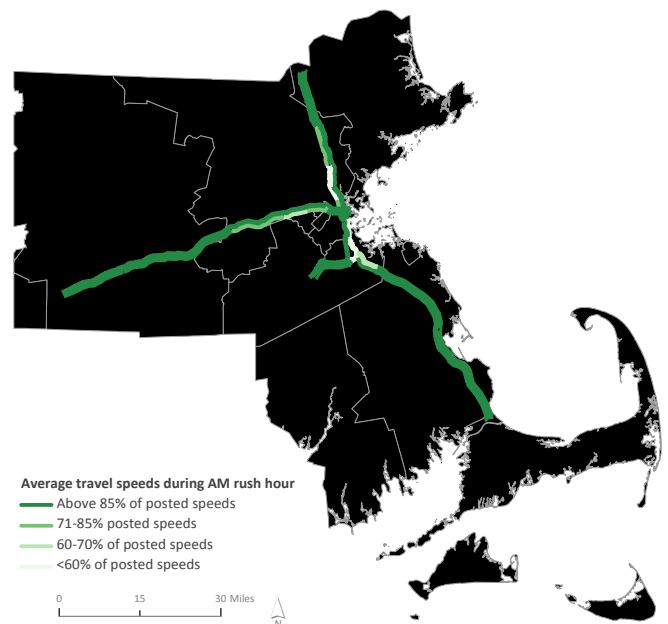 Average travel speeds during AM rush hour
Above 85% of posted speeds
71-85% posted speeds
60-70% of posted speeds
<60% of posted speeds
0 15 30 Miles
N